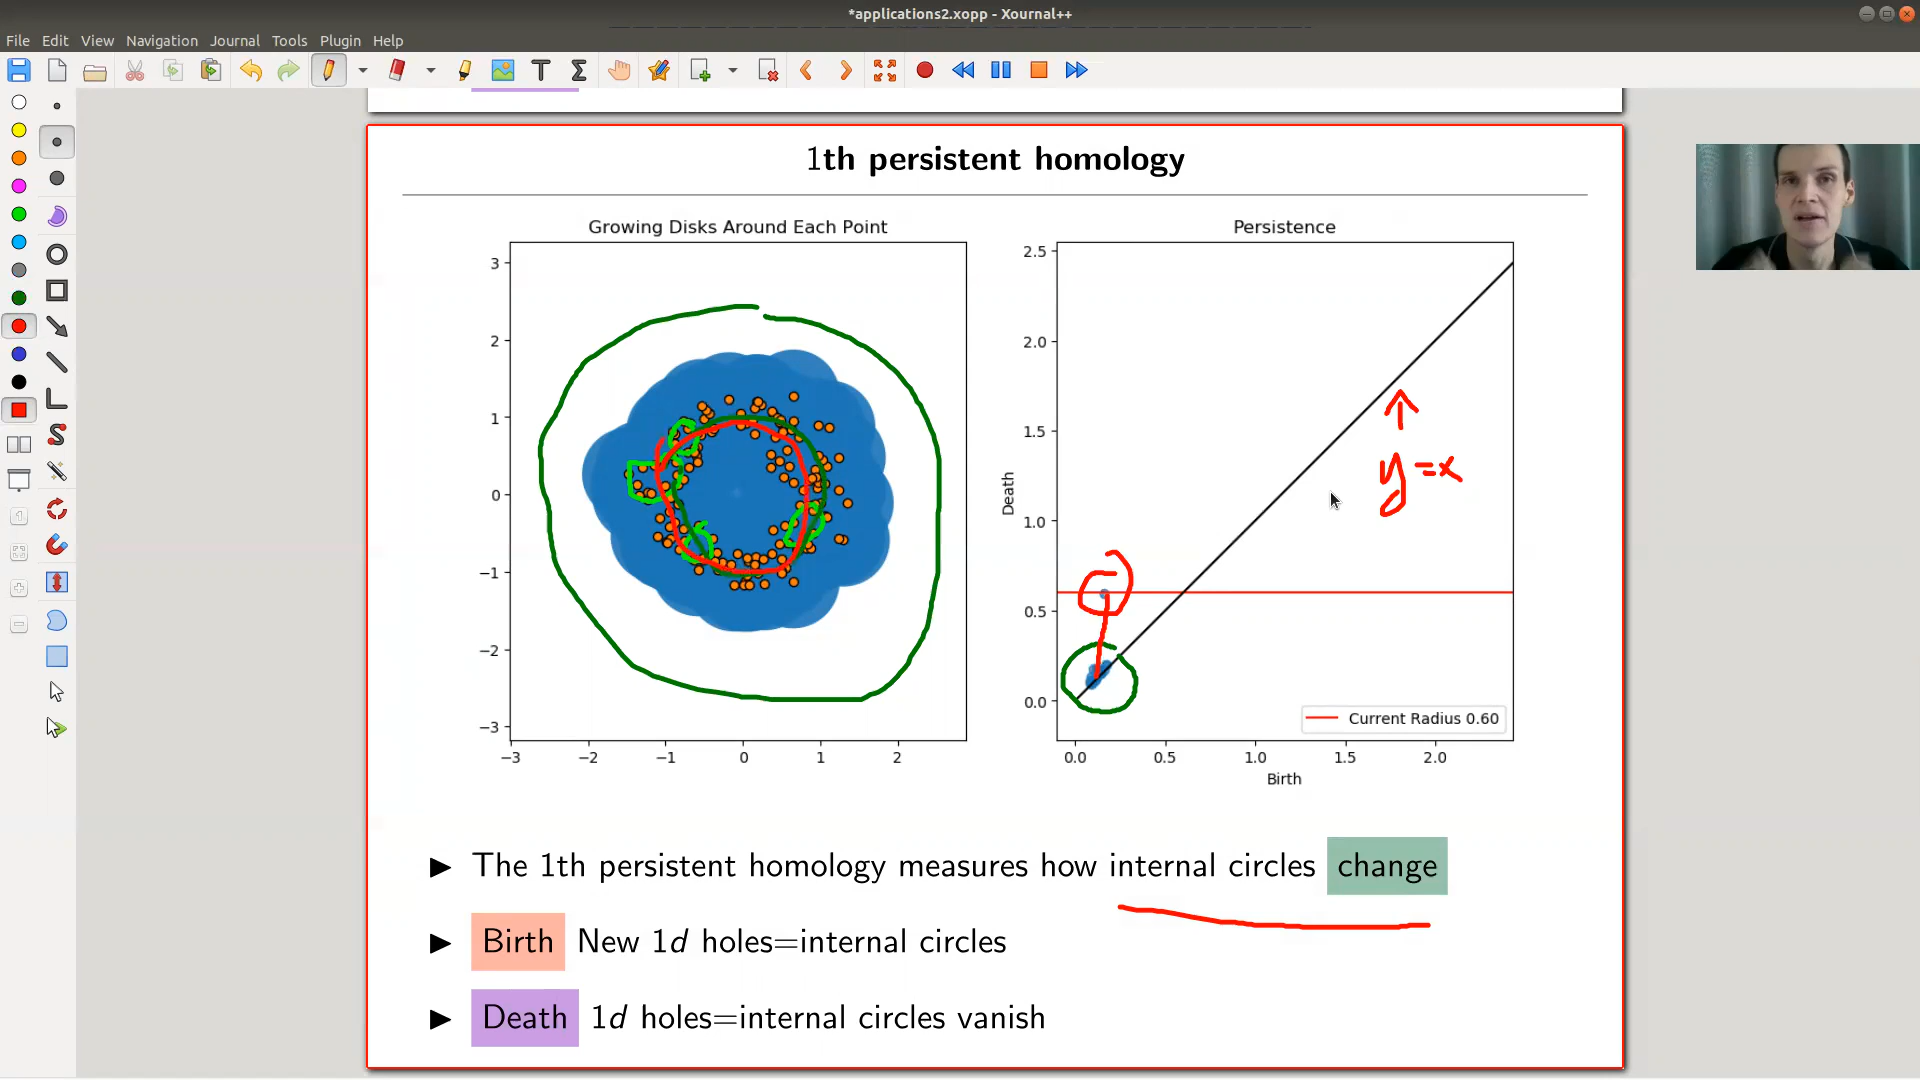 *applications2.xopp - Xournal++
File Edit View Navigation Journal Tools Plugin Help
1th persistent homology
Growing Disks Around Each Point
3
2
1
0
−1
−2
−3
−3 −2 −1 0 1 2
Persistence
2.5
2.0
1.5
1.0
0.5
0.0
Death
0.0 0.5 1.0 1.5 2.0
Birth
Current Radius 0.60
y=x
▶ The 1th persistent homology measures how internal circles change
▶ Birth New 1d holes=internal circles
▶ Death 1d holes=internal circles vanish